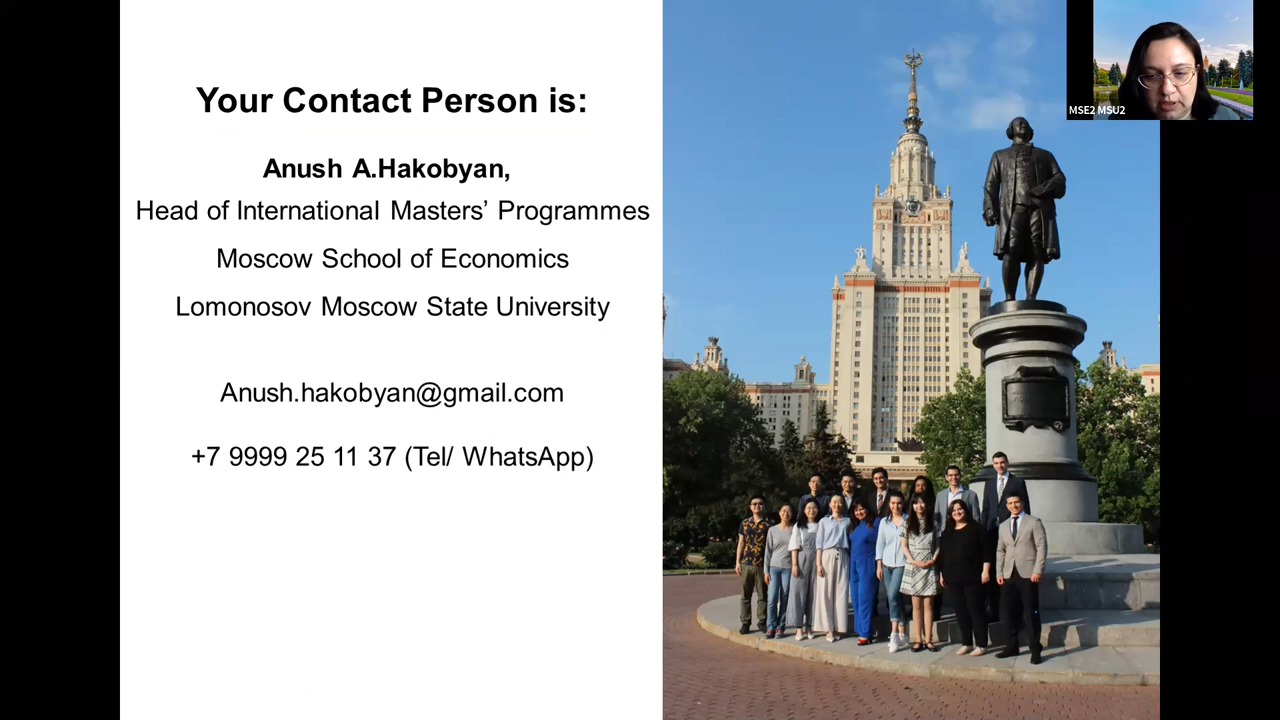 Your Contact Person is:
Anush A.Hakobyan,
Head of International Masters' Programmes
Moscow School of Economics
Lomonosov Moscow State University
Anush.hakobyan@gmail.com
+7 9999 25 11 37 (Tel/ WhatsApp)
MSE2 MSU2